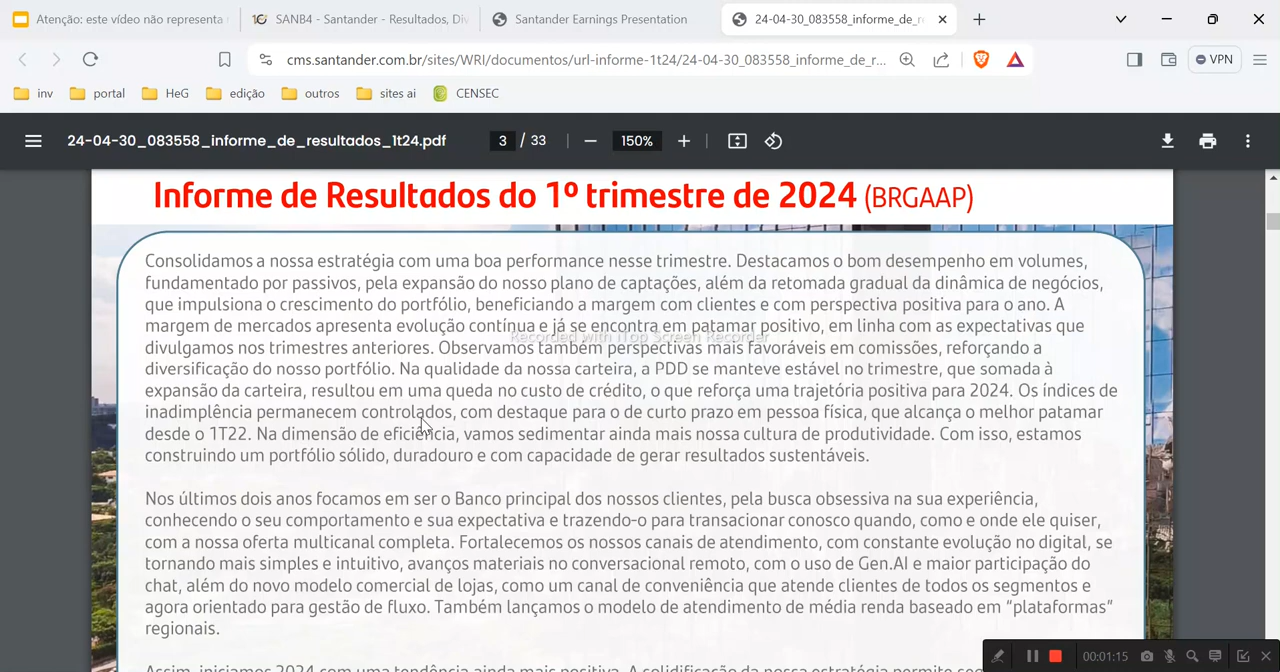 Atenção: este vídeo não representa
SANB4 - Santander - Resultados, Div
Santander Earnings Presentation
24-04-30_083558_informe_de_r
cms.santander.com.br/sites/WRI/documentos/url-informe-1t24/24-04-30_083558_informe_de_r...
VPN
inv
portal
HeG
edição
outros
sites ai
CENSEC
24-04-30_083558_informe_de_resultados_1t24.pdf
3 / 33
150%
Informe de Resultados do 1º trimestre de 2024 (BRGAAP)
Consolidamos a nossa estratégia com uma boa performance nesse trimestre. Destacamos o bom desempenho em volumes,
fundamentado por passivos, pela expansão do nosso plano de captações, além da retomada gradual da dinâmica de negócios,
que impulsiona o crescimento do portfólio, beneficiando a margem com clientes e com perspectiva positiva para o ano. A
margem de mercados apresenta evolução contínua e já se encontra em patamar positivo, em linha com as expectativas que
Recorded with iTop Screen Recorder
divulgamos nos trimestres anteriores. Observamos também perspectivas mais favoráveis em comissões, reforçando a
diversificação do nosso portfólio. Na qualidade da nossa carteira, a PDD se manteve estável no trimestre, que somada à
expansão da carteira, resultou em uma queda no custo de crédito, o que reforça uma trajetória positiva para 2024. Os índices de
inadimplência permanecem controlados, com destaque para o de curto prazo em pessoa física, que alcança o melhor patamar
desde o 1T22. Na dimensão de eficiência, vamos sedimentar ainda mais nossa cultura de produtividade. Com isso, estamos
construindo um portfólio sólido, duradouro e com capacidade de gerar resultados sustentáveis.
Nos últimos dois anos focamos em ser o Banco principal dos nossos clientes, pela busca obsessiva na sua experiência,
conhecendo o seu comportamento e sua expectativa e trazendo-o para transacionar conosco quando, como e onde ele quiser,
com a nossa oferta multicanal completa. Fortalecemos os nossos canais de atendimento, com constante evolução no digital, se
tornando mais simples e intuitivo, avanços materiais no conversacional remoto, com o uso de Gen.AI e maior participação do
chat, além do novo modelo comercial de lojas, como um canal de conveniência que atende clientes de todos os segmentos e
agora orientado para gestão de fluxo. Também lançamos o modelo de atendimento de média renda baseado em “plataformas”
regionais.
Assim, iniciamos 2024 com uma tendência ainda mais positiva. A solidificação da nossa estratégia permite
00:01:15